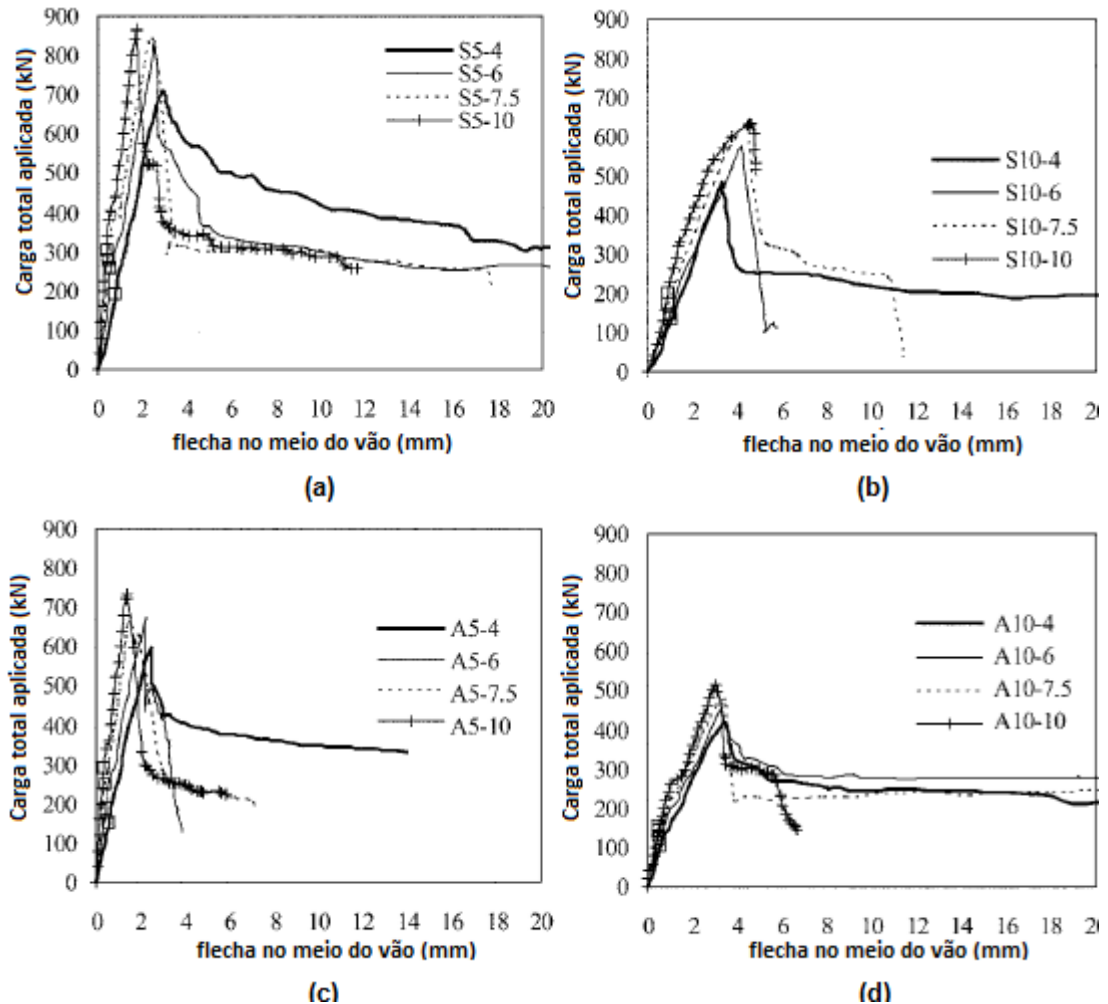 Carga total aplicada (kN)
900
800
700
600
500
400
300
200
100
0
S5-4
S5-6
S5-7.5
S5-10
0 2 4 6 8 10 12 14 16 18 20
flecha no meio do vão (mm)
(a)
Carga total aplicada (kN)
900
800
700
600
500
400
300
200
100
0
S10-4
S10-6
S10-7.5
S10-10
0 2 4 6 8 10 12 14 16 18 20
flecha no meio do vão (mm)
(b)
Carga total aplicada (kN)
900
800
700
600
500
400
300
200
100
0
A5-4
A5-6
A5-7.5
A5-10
0 2 4 6 8 10 12 14 16 18 20
flecha no meio do vão (mm)
(c)
Carga total aplicada (kN)
900
800
700
600
500
400
300
200
100
0
A10-4
A10-6
A10-7.5
A10-10
0 2 4 6 8 10 12 14 16 18 20
flecha no meio do vão (mm)
(d)